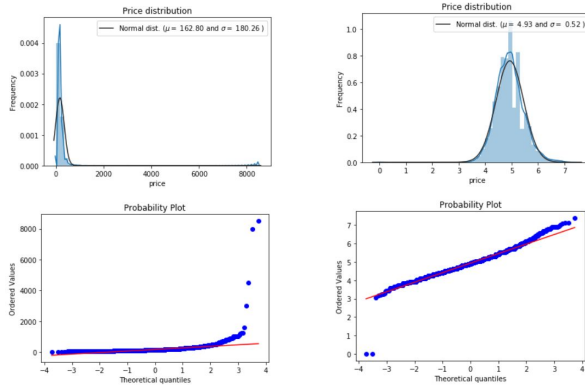 Price distribution
Normal dist. (μ= 162.80 and σ= 180.26 )
Frequency
0.004
0.003
0.002
0.001
0.000
0 2000 4000 6000 8000
price
Price distribution
Normal dist. (μ= 4.93 and σ= 0.52 )
Frequency
1.0
0.8
0.6
0.4
0.2
0.0
0 1 2 3 4 5 6 7
price
Probability Plot
Ordered Values
8000
6000
4000
2000
0
−4 −3 −2 −1 0 1 2 3 4
Theoretical quantiles
Probability Plot
Ordered Values
7
6
5
4
3
2
1
0
−4 −3 −2 −1 0 1 2 3 4
Theoretical quantiles